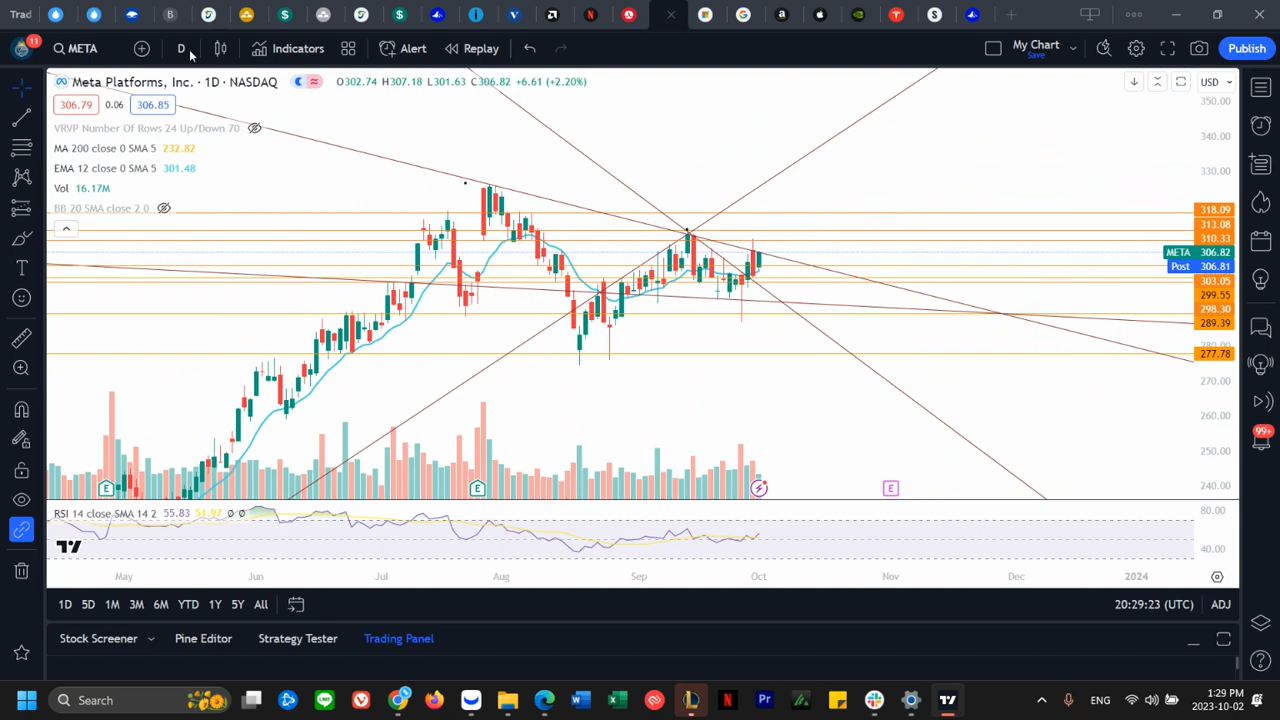 Trad
11
META
D
Indicators
Alert
Replay
My Chart
Save
Publish
Meta Platforms, Inc. · 1D · NASDAQ
O302.74 H307.18 L301.63 C306.82 +6.61 (+2.20%)
USD
306.79 0.06 306.85
VRVP Number Of Rows 24 Up/Down 70
MA 200 close 0 SMA 5 232.82
EMA 12 close 0 SMA 5 301.48
Vol 16.17M
BB 20 SMA close 2 0
350.00
340.00
330.00
318.09
313.08
310.33
META 306.82
Post 306.81
303.05
299.55
298.30
289.39
280.00
277.78
270.00
260.00
250.00
240.00
E
E
E
RSI 14 close SMA 14 2 55.83 51.97 Ø Ø
80.00
40.00
May
Jun
Jul
Aug
Sep
Oct
Nov
Dec
2024
1D 5D 1M 3M 6M YTD 1Y 5Y All
20:29:23 (UTC)
ADJ
Stock Screener
Pine Editor
Strategy Tester
Trading Panel
99+
Search
ENG
1:29 PM
2023-10-02